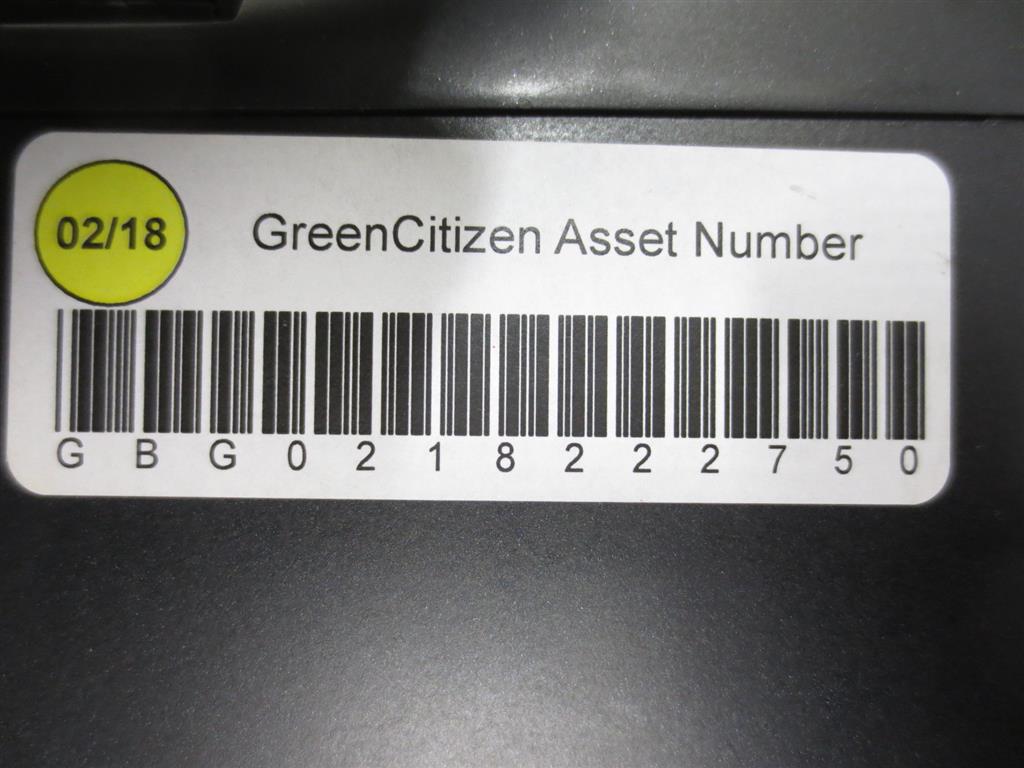 02/18
GreenCitizen Asset Number
G B G 0 2 1 8 2 2 2 7 5 0